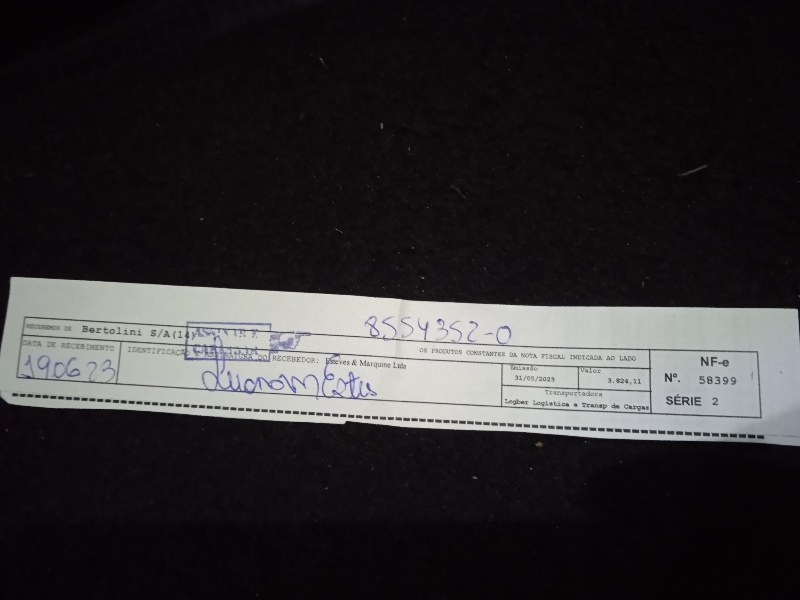 8554352-0
RECEBEMOS DE Bertolini S/A(14) OS PRODUTOS CONSTANTES DA NOTA FISCAL INDICADA AO LADO
DATA DE RECEBIMENTO
190623
IDENTIFICAÇÃO RECEBEDOR: Esteves & Marquine Ltda
Emissão
31/05/2023
Valor
3.824,11
Transportadora
Logber Logistica e Transp de Cargas
NF-e
Nº. 58399
SÉRIE 2